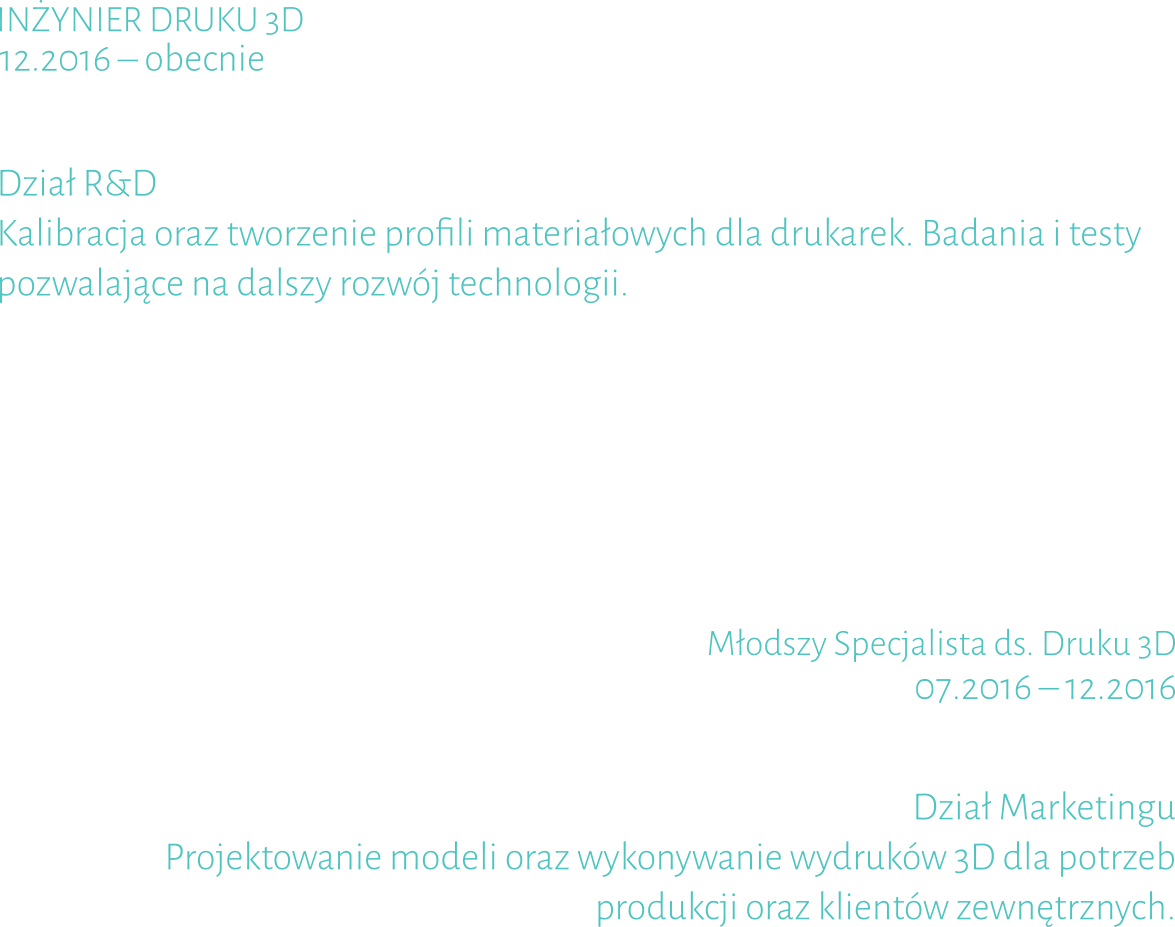 INŻYNIER DRUKU 3D
12.2016 – obecnie
Dział R&D
Kalibracja oraz tworzenie profili materiałowych dla drukarek. Badania i testy
pozwalające na dalszy rozwój technologii.
Młodszy Specjalista ds. Druku 3D
07.2016 – 12.2016
Dział Marketingu
Projektowanie modeli oraz wykonywanie wydruków 3D dla potrzeb
produkcji oraz klientów zewnętrznych.